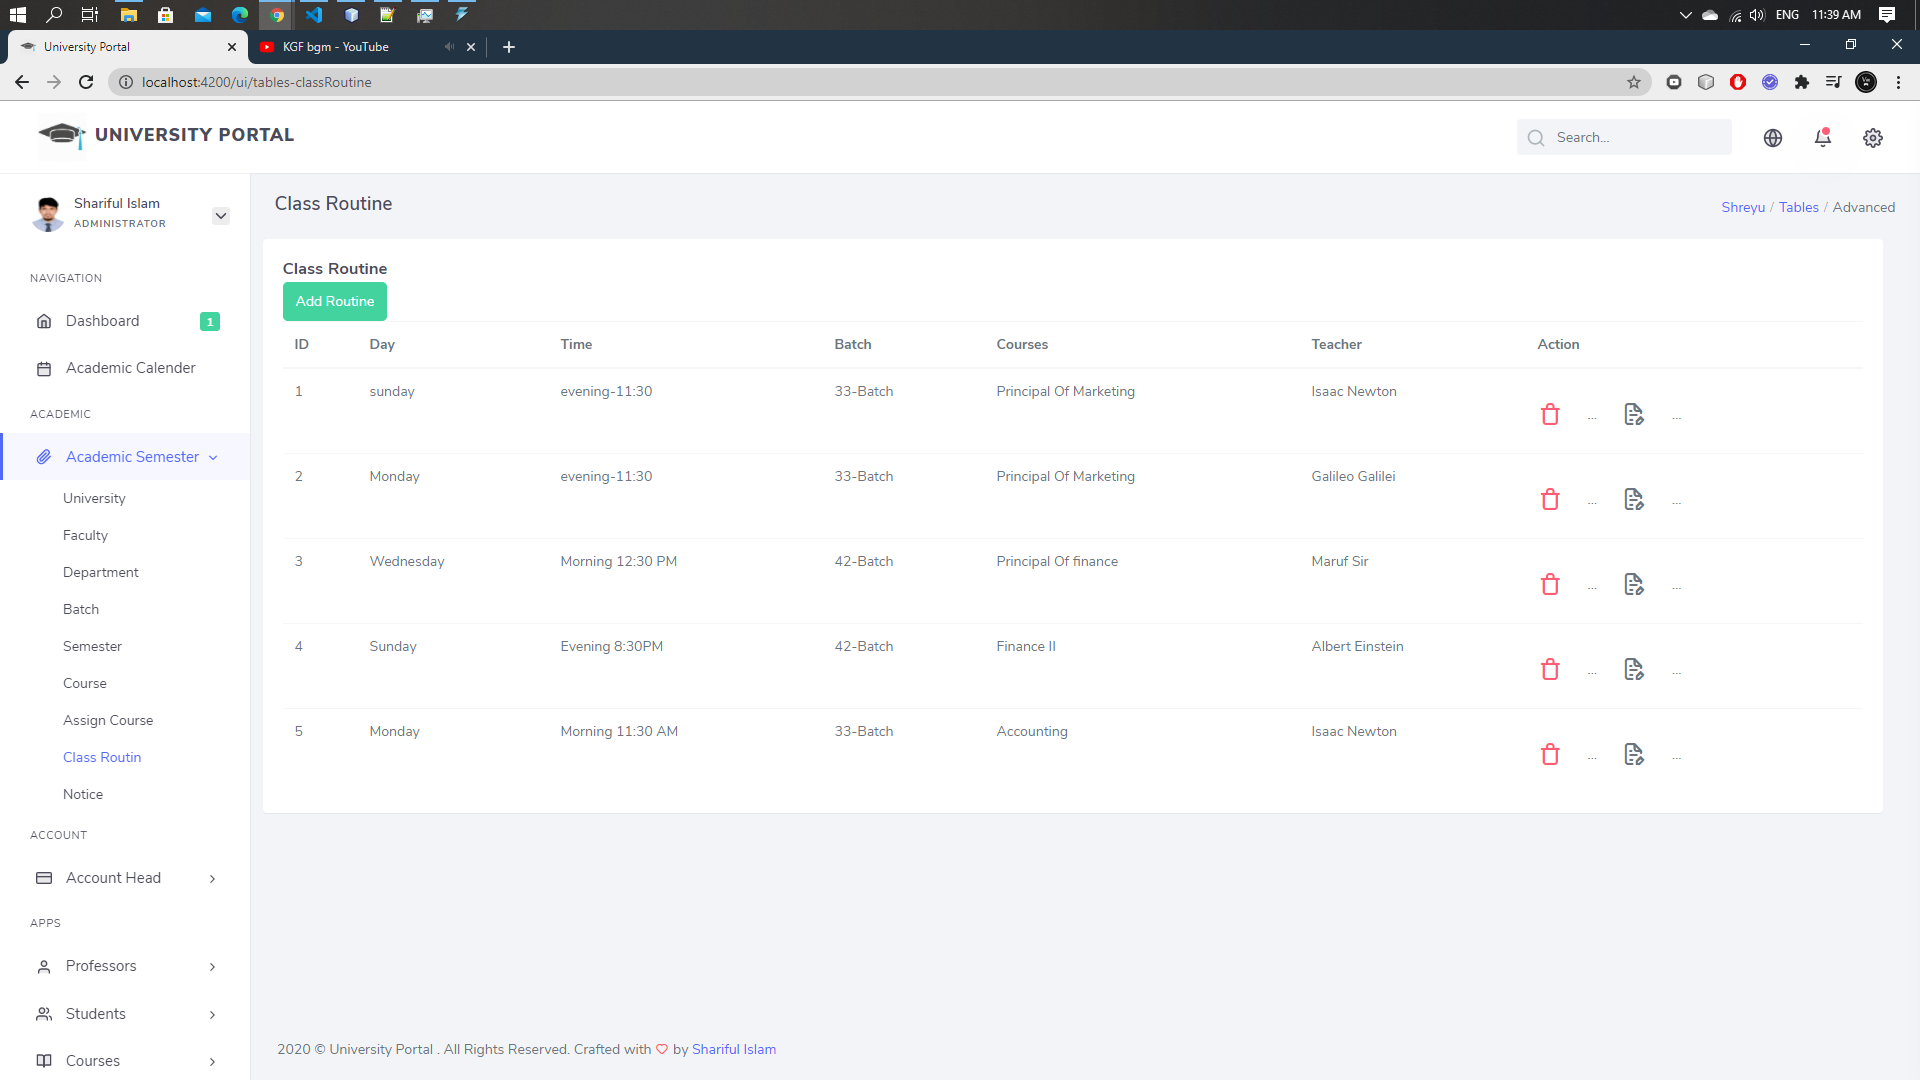 ENG 11:39 AM
University Portal
KGF bgm - YouTube
localhost:4200/ui/tables-classRoutine
UNIVERSITY PORTAL
Search...
Shariful Islam
ADMINISTRATOR
NAVIGATION
Dashboard 1
Academic Calender
ACADEMIC
Academic Semester
University
Faculty
Department
Batch
Semester
Course
Assign Course
Class Routin
Notice
ACCOUNT
Account Head
APPS
Professors
Students
Courses
Class Routine
Shreyu / Tables / Advanced
Class Routine
Add Routine
ID Day Time Batch Courses Teacher Action
1 sunday evening-11:30 33-Batch Principal Of Marketing Isaac Newton ... ...
2 Monday evening-11:30 33-Batch Principal Of Marketing Galileo Galilei ... ...
3 Wednesday Morning 12:30 PM 42-Batch Principal Of finance Maruf Sir ... ...
4 Sunday Evening 8:30PM 42-Batch Finance II Albert Einstein ... ...
5 Monday Morning 11:30 AM 33-Batch Accounting Isaac Newton ... ...
2020 © University Portal . All Rights Reserved. Crafted with ♡ by Shariful Islam